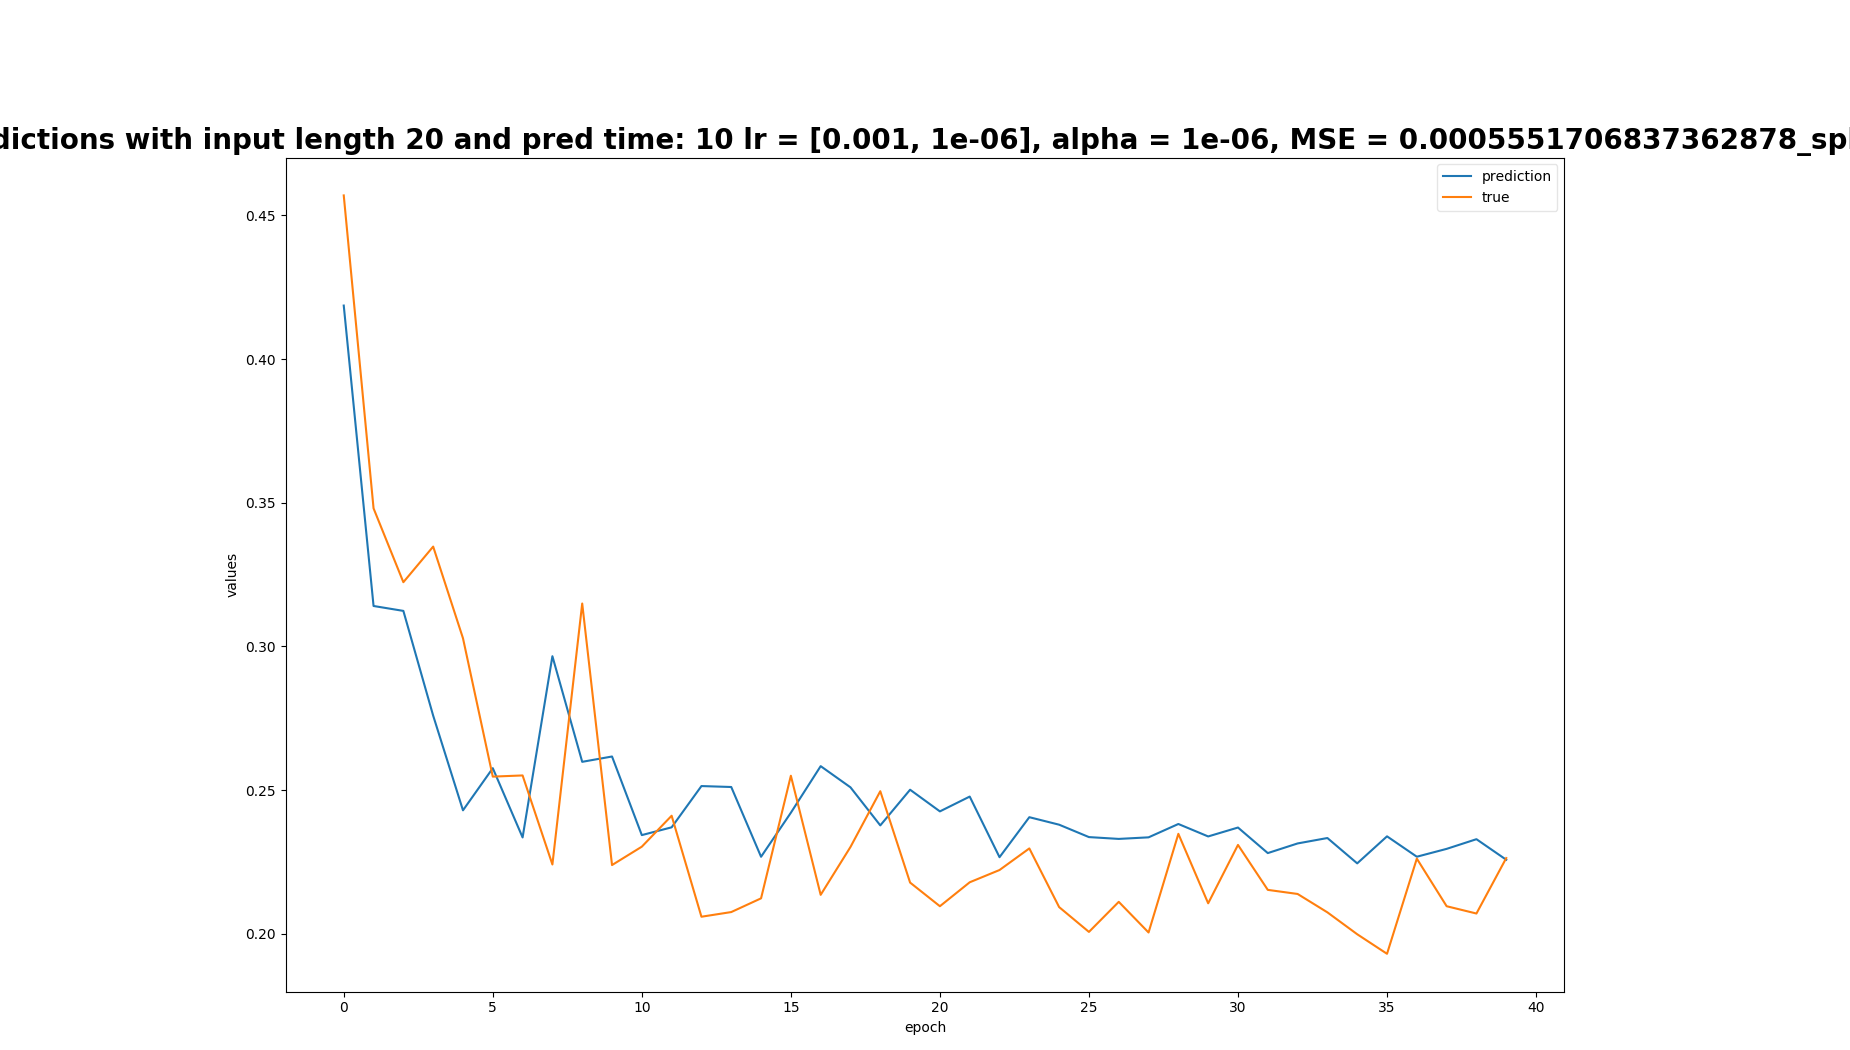 with input length 20 and pred time: 10 lr = [0.001, 1e-06], alpha = 1e-06, MSE = 0.0005551706837362878_
prediction
true
0.45
0.40
0.35
0.30
0.25
0.20
values
0 5 10 15 20 25 30 35 40
epoch